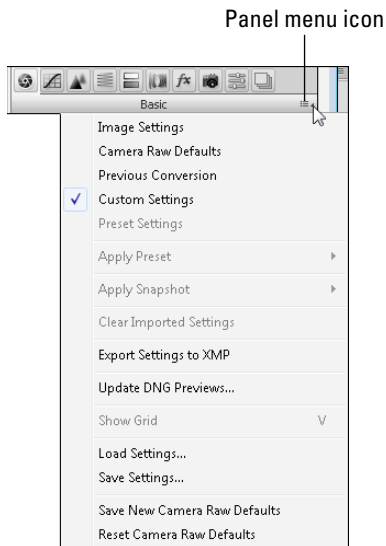 Panel menu icon
fx
Basic
Image Settings
Camera Raw Defaults
Previous Conversion
Custom Settings
Preset Settings
Apply Preset
Apply Snapshot
Clear Imported Settings
Export Settings to XMP
Update DNG Previews...
Show Grid V
Load Settings...
Save Settings...
Save New Camera Raw Defaults
Reset Camera Raw Defaults